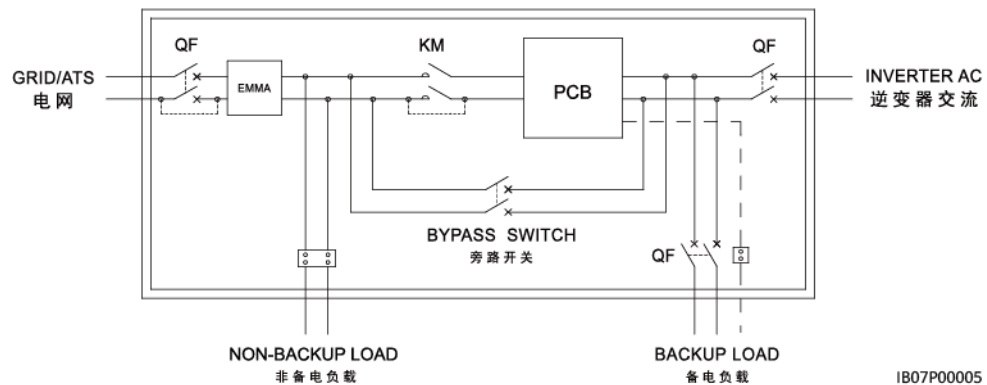 QF
KM
QF
GRID/ATS
电网
EMMA
PCB
INVERTER AC
逆变器交流
BYPASS SWITCH
旁路开关
QF
NON-BACKUP LOAD
非备电负载
BACKUP LOAD
备电负载
IB07P00005